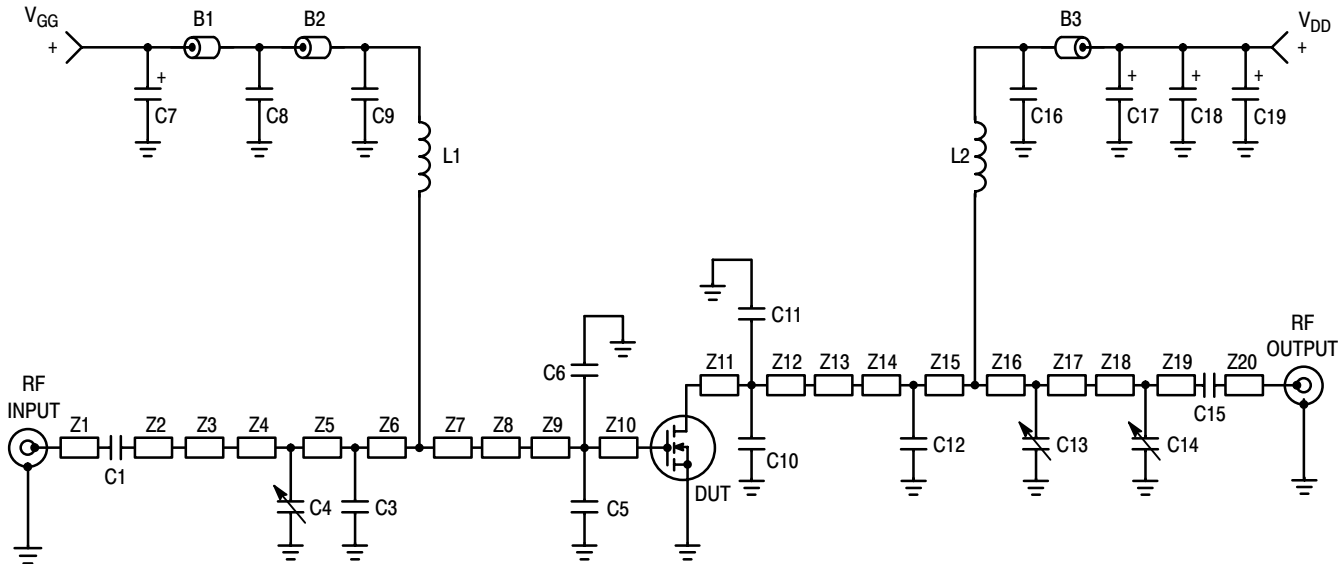 V_GG
+
B1
B2
+
C7
C8
C9
L1
B3
V_DD
+
C16
+
C17
+
C18
+
C19
L2
C11
C6
RF
INPUT
Z1
C1
Z2
Z3
Z4
Z5
Z6
Z7
Z8
Z9
Z10
C4
C3
C5
DUT
Z11
C10
Z12
Z13
Z14
Z15
Z16
Z17
Z18
Z19
Z20
C12
C13
C14
C15
RF
OUTPUT